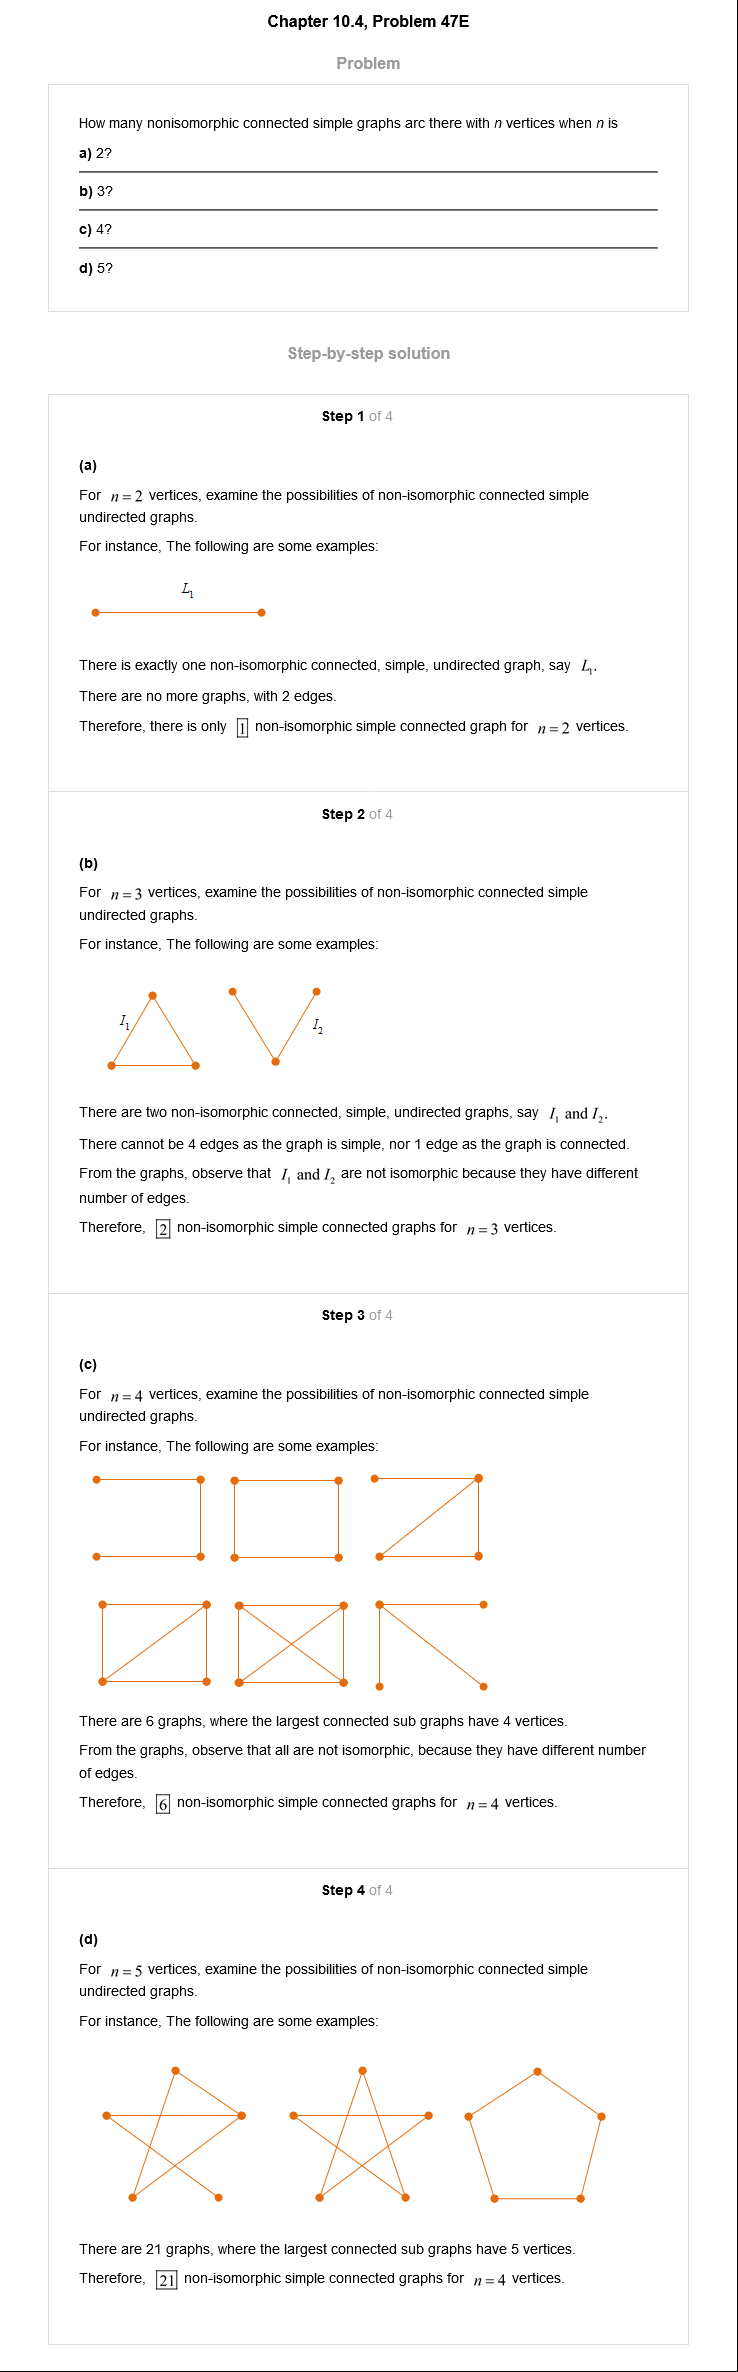 Chapter 10.4, Problem 47E
Problem
How many nonisomorphic connected simple graphs arc there with n vertices when n is
a) 2?
b) 3?
c) 4?
d) 5?
Step-by-step solution
Step 1 of 4
(a)
For n = 2 vertices, examine the possibilities of non-isomorphic connected simple
undirected graphs.
For instance, The following are some examples:
L₁
There is exactly one non-isomorphic connected, simple, undirected graph, say L₁.
There are no more graphs, with 2 edges.
Therefore, there is only 1 non-isomorphic simple connected graph for n = 2 vertices.
Step 2 of 4
(b)
For n = 3 vertices, examine the possibilities of non-isomorphic connected simple
undirected graphs.
For instance, The following are some examples:
I₁
I₂
There are two non-isomorphic connected, simple, undirected graphs, say I₁ and I₂.
There cannot be 4 edges as the graph is simple, nor 1 edge as the graph is connected.
From the graphs, observe that I₁ and I₂ are not isomorphic because they have different
number of edges.
Therefore, 2 non-isomorphic simple connected graphs for n = 3 vertices.
Step 3 of 4
(c)
For n = 4 vertices, examine the possibilities of non-isomorphic connected simple
undirected graphs.
For instance, The following are some examples:
There are 6 graphs, where the largest connected sub graphs have 4 vertices.
From the graphs, observe that all are not isomorphic, because they have different number
of edges.
Therefore, 6 non-isomorphic simple connected graphs for n = 4 vertices.
Step 4 of 4
(d)
For n = 5 vertices, examine the possibilities of non-isomorphic connected simple
undirected graphs.
For instance, The following are some examples:
There are 21 graphs, where the largest connected sub graphs have 5 vertices.
Therefore, 21 non-isomorphic simple connected graphs for n = 4 vertices.